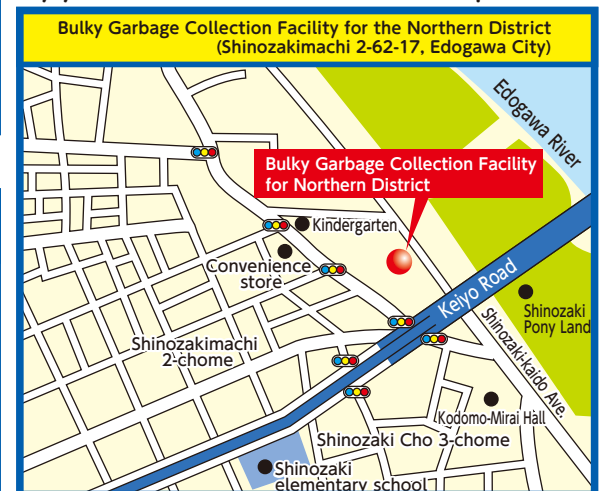 Bulky Garbage Collection Facility for the Northern District
(Shinozakimachi 2-62-17, Edogawa City)
Edogawa River
Bulky Garbage Collection Facility
for Northern District
Kindergarten
Convenience
store
Keiyo Road
Shinozaki
Pony Land
Shinozaki-kaido Ave.
Shinozakimachi
2-chome
Kodomo-Mirai Hall
Shinozaki Cho 3-chome
Shinozaki
elementary school